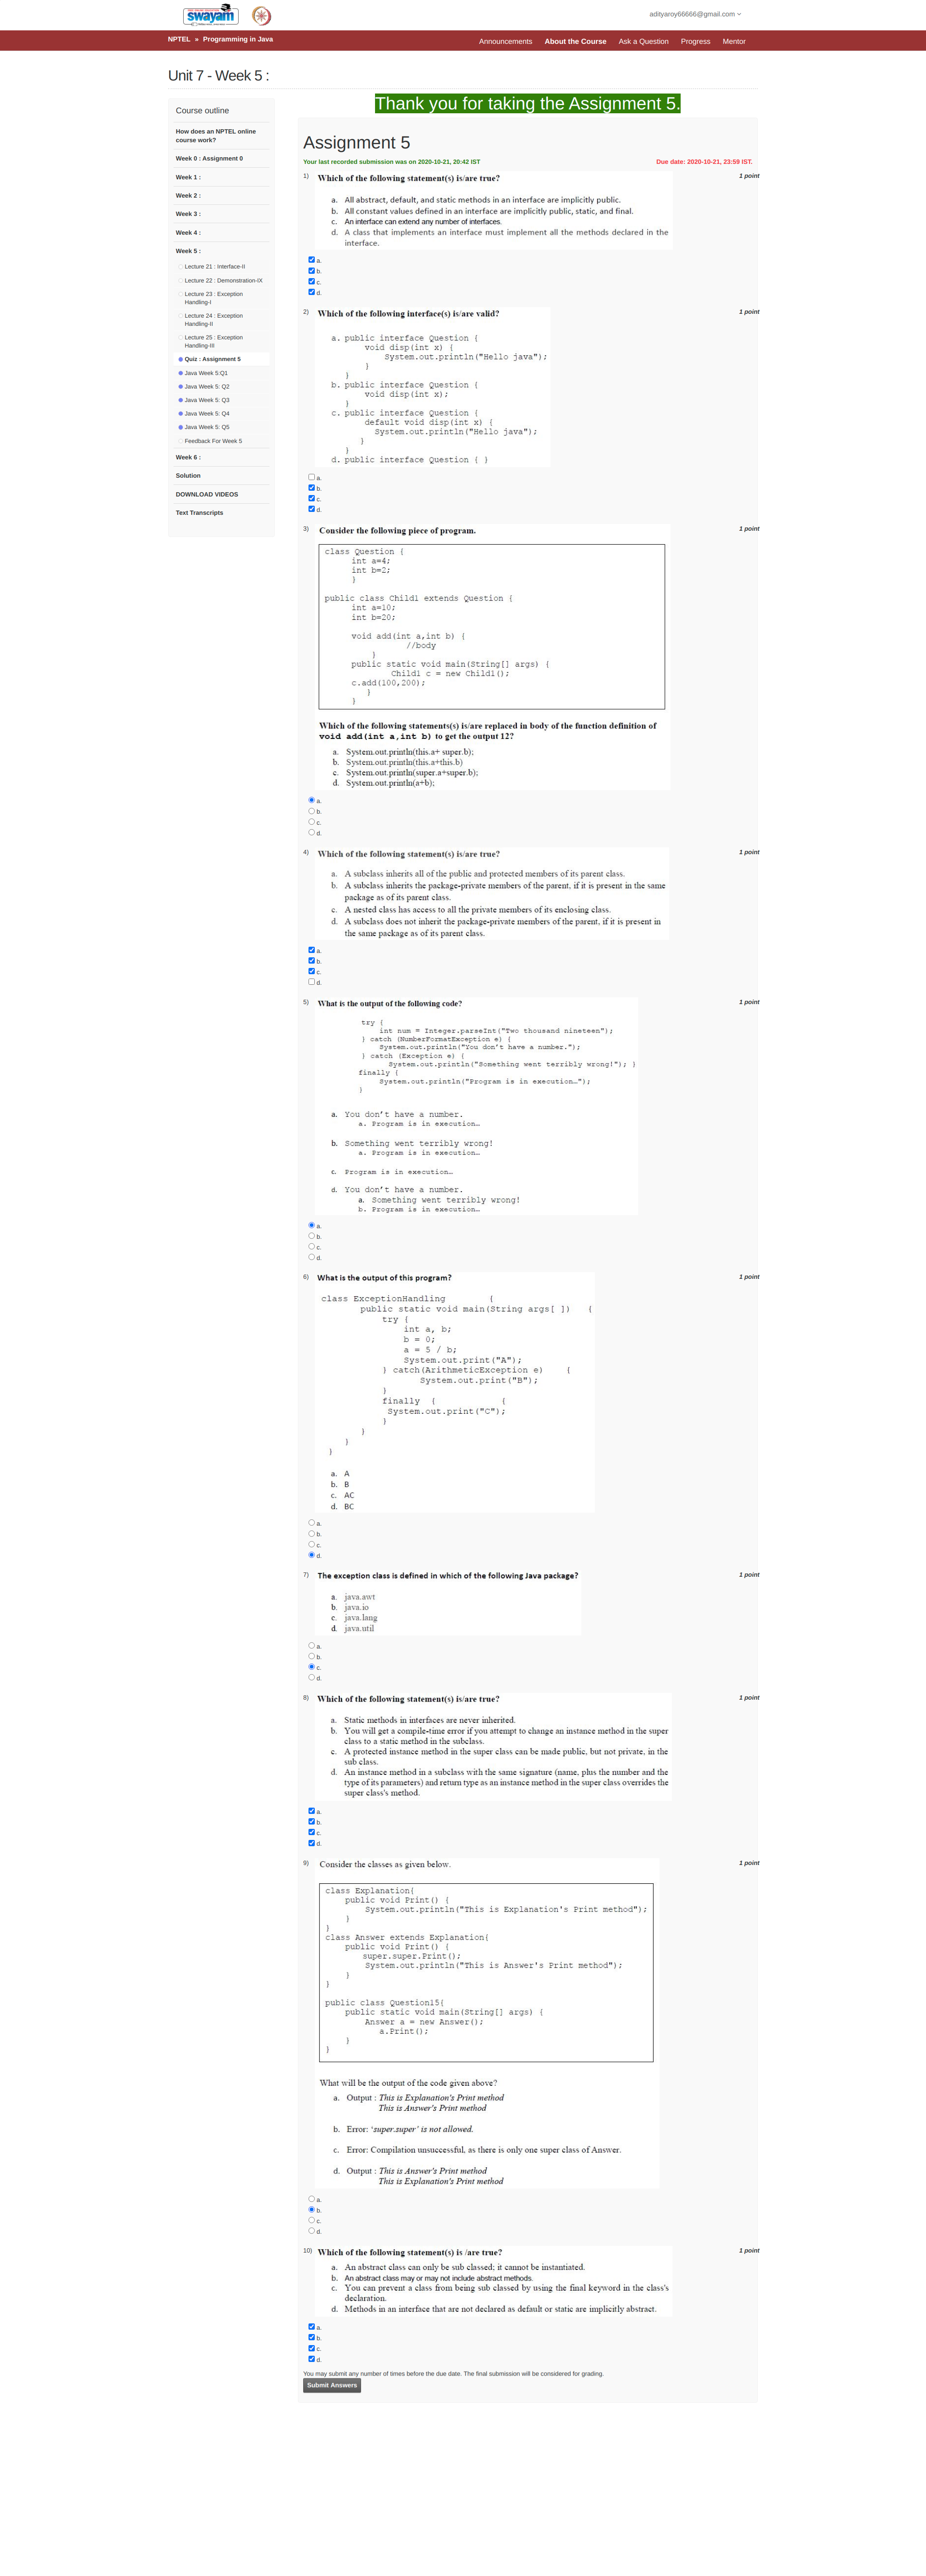 swayam
adityaroy66666@gmail.com
NPTEL » Programming in Java
Announcements About the Course Ask a Question Progress Mentor
Unit 7 - Week 5 :
Course outline
How does an NPTEL online
course work?
Week 0 : Assignment 0
Week 1 :
Week 2 :
Week 3 :
Week 4 :
Week 5 :
Lecture 21 : Interface-II
Lecture 22 : Demonstration-IX
Lecture 23 : Exception
Handling-I
Lecture 24 : Exception
Handling-II
Lecture 25 : Exception
Handling-III
Quiz : Assignment 5
Java Week 5:Q1
Java Week 5: Q2
Java Week 5: Q3
Java Week 5: Q4
Java Week 5: Q5
Feedback For Week 5
Week 6 :
Solution
DOWNLOAD VIDEOS
Text Transcripts
Thank you for taking the Assignment 5.
Assignment 5
Your last recorded submission was on 2020-10-21, 20:42 IST Due date: 2020-10-21, 23:59 IST.
1) Which of the following statement(s) is/are true? 1 point
a. All abstract, default, and static methods in an interface are implicitly public.
b. All constant values defined in an interface are implicitly public, static, and final.
c. An interface can extend any number of interfaces.
d. A class that implements an interface must implement all the methods declared in the
interface.
a.
b.
c.
d.
2) Which of the following interface(s) is/are valid? 1 point
a. public interface Question {
void disp(int x) {
System.out.println("Hello java");
}
}
b. public interface Question {
void disp(int x);
}
c. public interface Question {
default void disp(int x) {
System.out.println("Hello java");
}
}
d. public interface Question { }
a.
b.
c.
d.
3) Consider the following piece of program. 1 point
class Question {
int a=4;
int b=2;
}
public class Child1 extends Question {
int a=10;
int b=20;
void add(int a,int b) {
//body
}
public static void main(String[] args) {
Child1 c = new Child1();
c.add(100,200);
}
}
Which of the following statements(s) is/are replaced in body of the function definition of
void add(int a,int b) to get the output 12?
a. System.out.println(this.a+ super.b);
b. System.out.println(this.a+this.b)
c. System.out.println(super.a+super.b);
d. System.out.println(a+b);
a.
b.
c.
d.
4) Which of the following statement(s) is/are true? 1 point
a. A subclass inherits all of the public and protected members of its parent class.
b. A subclass inherits the package-private members of the parent, if it is present in the same
package as of its parent class.
c. A nested class has access to all the private members of its enclosing class.
d. A subclass does not inherit the package-private members of the parent, if it is present in
the same package as of its parent class.
a.
b.
c.
d.
5) What is the output of the following code? 1 point
try {
int num = Integer.parseInt("Two thousand nineteen");
} catch (NumberFormatException e) {
System.out.println("You don't have a number.");
} catch (Exception e) {
System.out.println("Something went terribly wrong!"); }
finally {
System.out.println("Program is in execution…");
}
a. You don't have a number.
a. Program is in execution…
b. Something went terribly wrong!
a. Program is in execution…
c. Program is in execution…
d. You don't have a number.
a. Something went terribly wrong!
b. Program is in execution…
a.
b.
c.
d.
6) What is the output of this program? 1 point
class ExceptionHandling {
public static void main(String args[ ]) {
try {
int a, b;
b = 0;
a = 5 / b;
System.out.print("A");
} catch(ArithmeticException e) {
System.out.print("B");
}
finally { {
System.out.print("C");
}
}
}
}
a. A
b. B
c. AC
d. BC
a.
b.
c.
d.
7) The exception class is defined in which of the following Java package? 1 point
a. java.awt
b. java.io
c. java.lang
d. java.util
a.
b.
c.
d.
8) Which of the following statement(s) is/are true? 1 point
a. Static methods in interfaces are never inherited.
b. You will get a compile-time error if you attempt to change an instance method in the super
class to a static method in the subclass.
c. A protected instance method in the super class can be made public, but not private, in the
sub class.
d. An instance method in a subclass with the same signature (name, plus the number and the
type of its parameters) and return type as an instance method in the super class overrides the
super class's method.
a.
b.
c.
d.
9) Consider the classes as given below. 1 point
class Explanation{
public void Print() {
System.out.println("This is Explanation's Print method");
}
}
class Answer extends Explanation{
public void Print() {
super.super.Print();
System.out.println("This is Answer's Print method");
}
}
public class Question15{
public static void main(String[] args) {
Answer a = new Answer();
a.Print();
}
}
What will be the output of the code given above?
a. Output : This is Explanation's Print method
This is Answer's Print method
b. Error: 'super.super' is not allowed.
c. Error: Compilation unsuccessful, as there is only one super class of Answer.
d. Output : This is Answer's Print method
This is Explanation's Print method
a.
b.
c.
d.
10) Which of the following statement(s) is /are true? 1 point
a. An abstract class can only be sub classed; it cannot be instantiated.
b. An abstract class may or may not include abstract methods.
c. You can prevent a class from being sub classed by using the final keyword in the class's
declaration.
d. Methods in an interface that are not declared as default or static are implicitly abstract.
a.
b.
c.
d.
You may submit any number of times before the due date. The final submission will be considered for grading.
Submit Answers